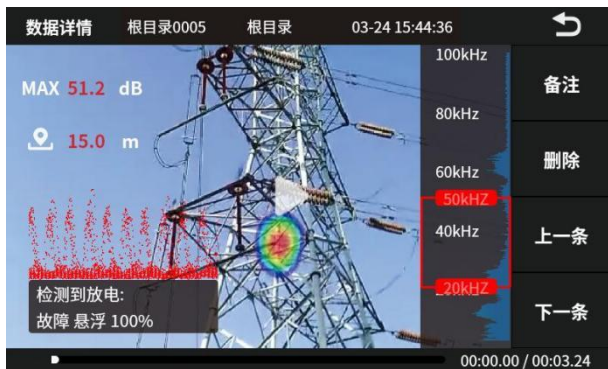 数据详情 根目录0005 根目录 03-24 15:44:36
MAX 51.2 dB
15.0 m
100kHz
80kHz
60kHz
50kHZ
40kHz
20kHZ
检测到放电:
故障 悬浮 100%
备注
删除
上一条
下一条
00:00.00 / 00:03.24